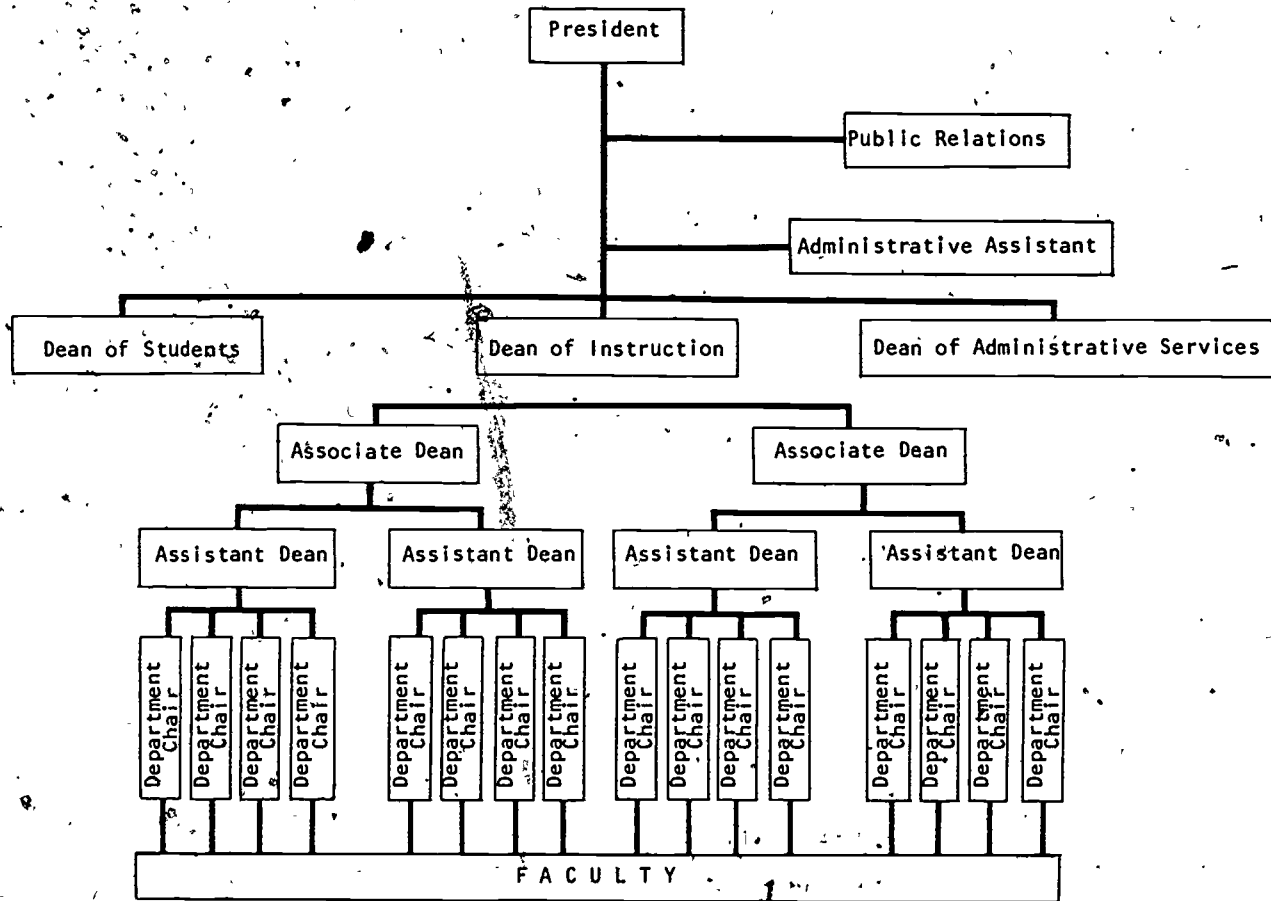 President
Public Relations
Administrative Assistant
Dean of Students
Dean of Instruction
Dean of Administrative Services
Associate Dean
Associate Dean
Assistant Dean
Assistant Dean
Assistant Dean
Assistant Dean
Department
Chair
Department
Chair
Department
Chair
Department
Chair
Department
Chair
Department
Chair
Department
Chair
Department
Chair
Department
Chair
Department
Chair
Department
Chair
Department
Chair
Department
Chair
Department
Chair
Department
Chair
Department
Chair
FACULTY